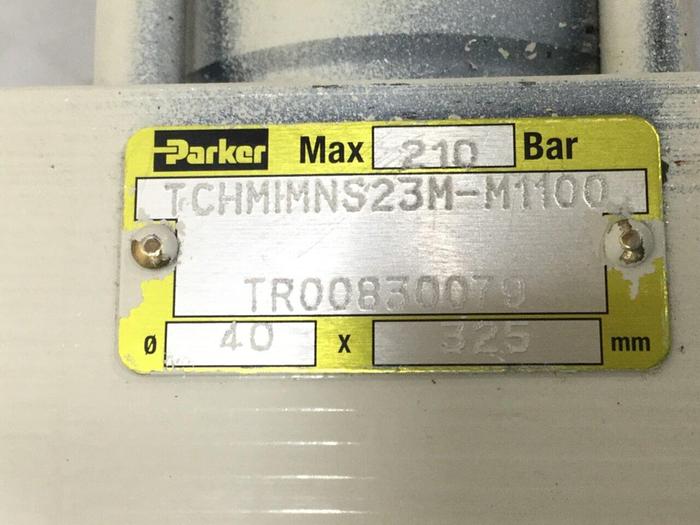 Parker Max 210 Bar
TCHMIMNS23M-M1100
TR00830079
ø 40 x 325 mm